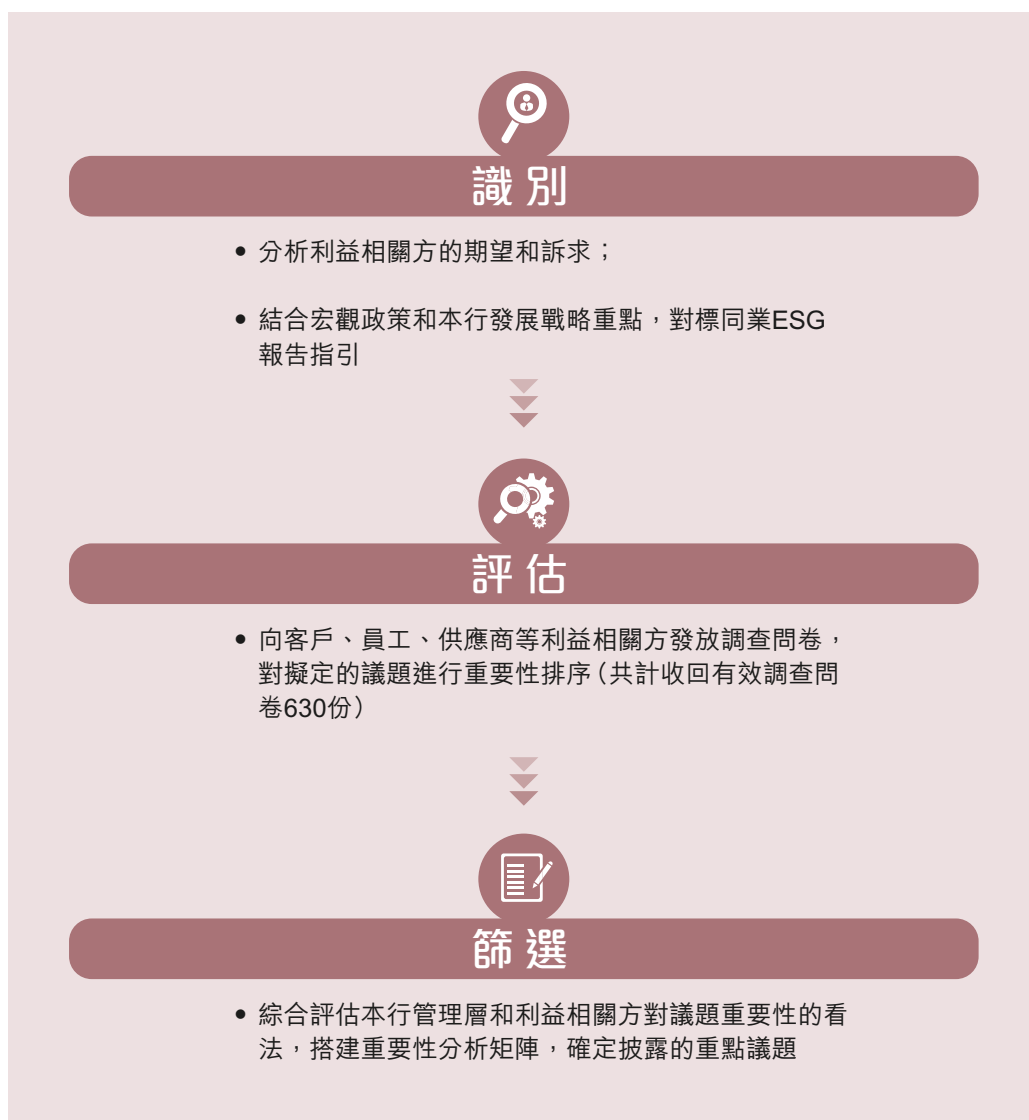 識別
• 分析利益相關方的期望和訴求；
• 結合宏觀政策和本行發展戰略重點，對標同業ESG
報告指引
評估
• 向客戶、員工、供應商等利益相關方發放調查問卷，
對擬定的議題進行重要性排序（共計收回有效調查問
卷630份）
篩選
• 綜合評估本行管理層和利益相關方對議題重要性的看
法，搭建重要性分析矩陣，確定披露的重點議題